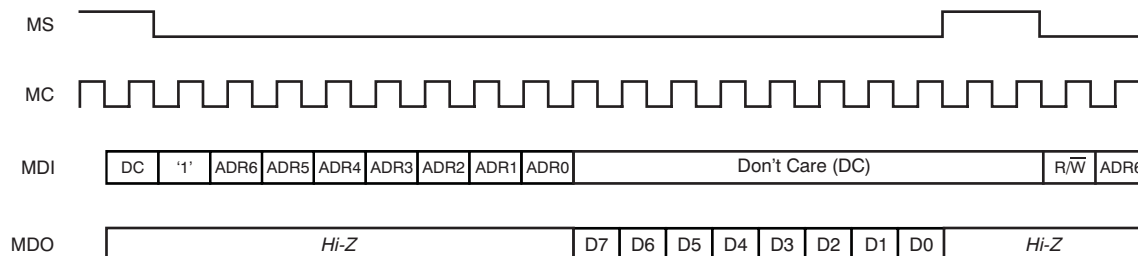 MS
MC
MDI DC ‘1’ ADR6 ADR5 ADR4 ADR3 ADR2 ADR1 ADR0 Don't Care (DC) R/W̅ ADR6
MDO Hi-Z D7 D6 D5 D4 D3 D2 D1 D0 Hi-Z